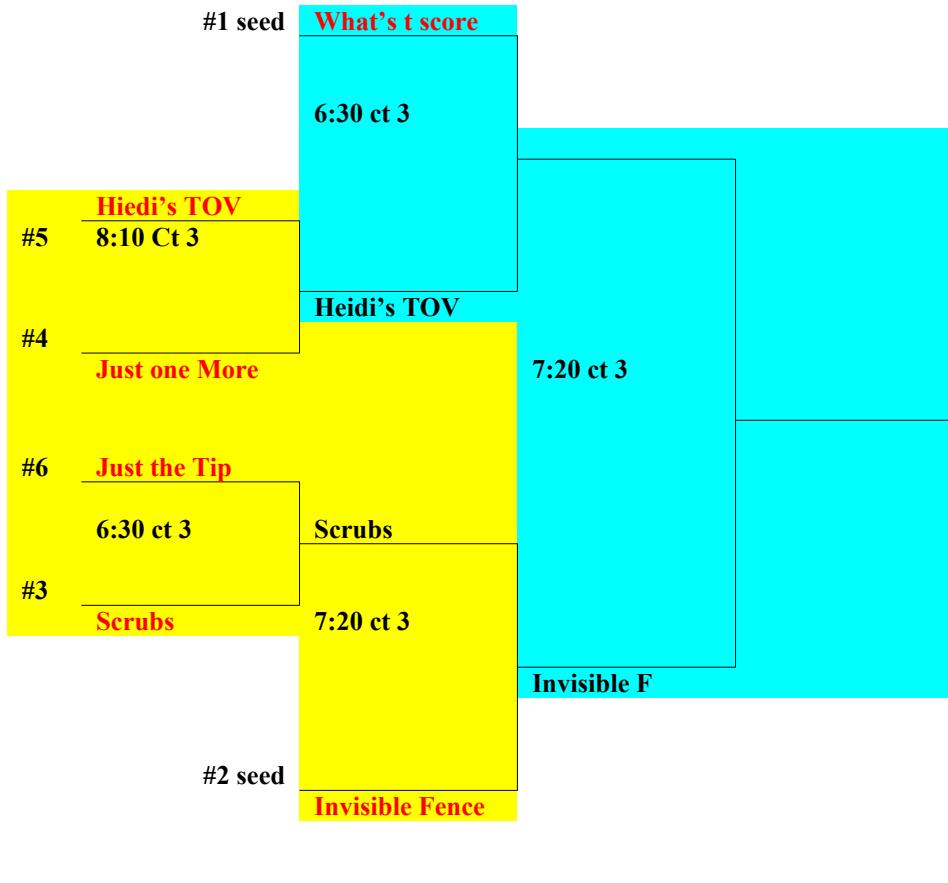 #1 seed What's t score
6:30 ct 3
Hiedi's TOV
#5 8:10 Ct 3
Heidi's TOV
#4
Just one More
7:20 ct 3
#6 Just the Tip
6:30 ct 3
Scrubs
#3
Scrubs
7:20 ct 3
Invisible F
#2 seed
Invisible Fence